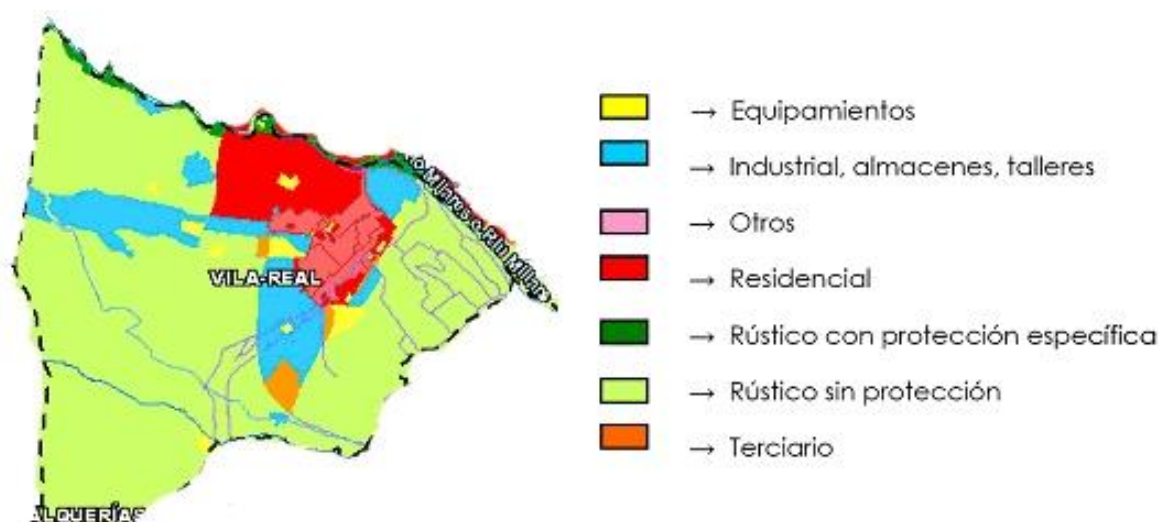 VILA-REAL
ALQUERÍAS
→ Equipamientos
→ Industrial, almacenes, talleres
→ Otros
→ Residencial
→ Rústico con protección específica
→ Rústico sin protección
→ Terciario